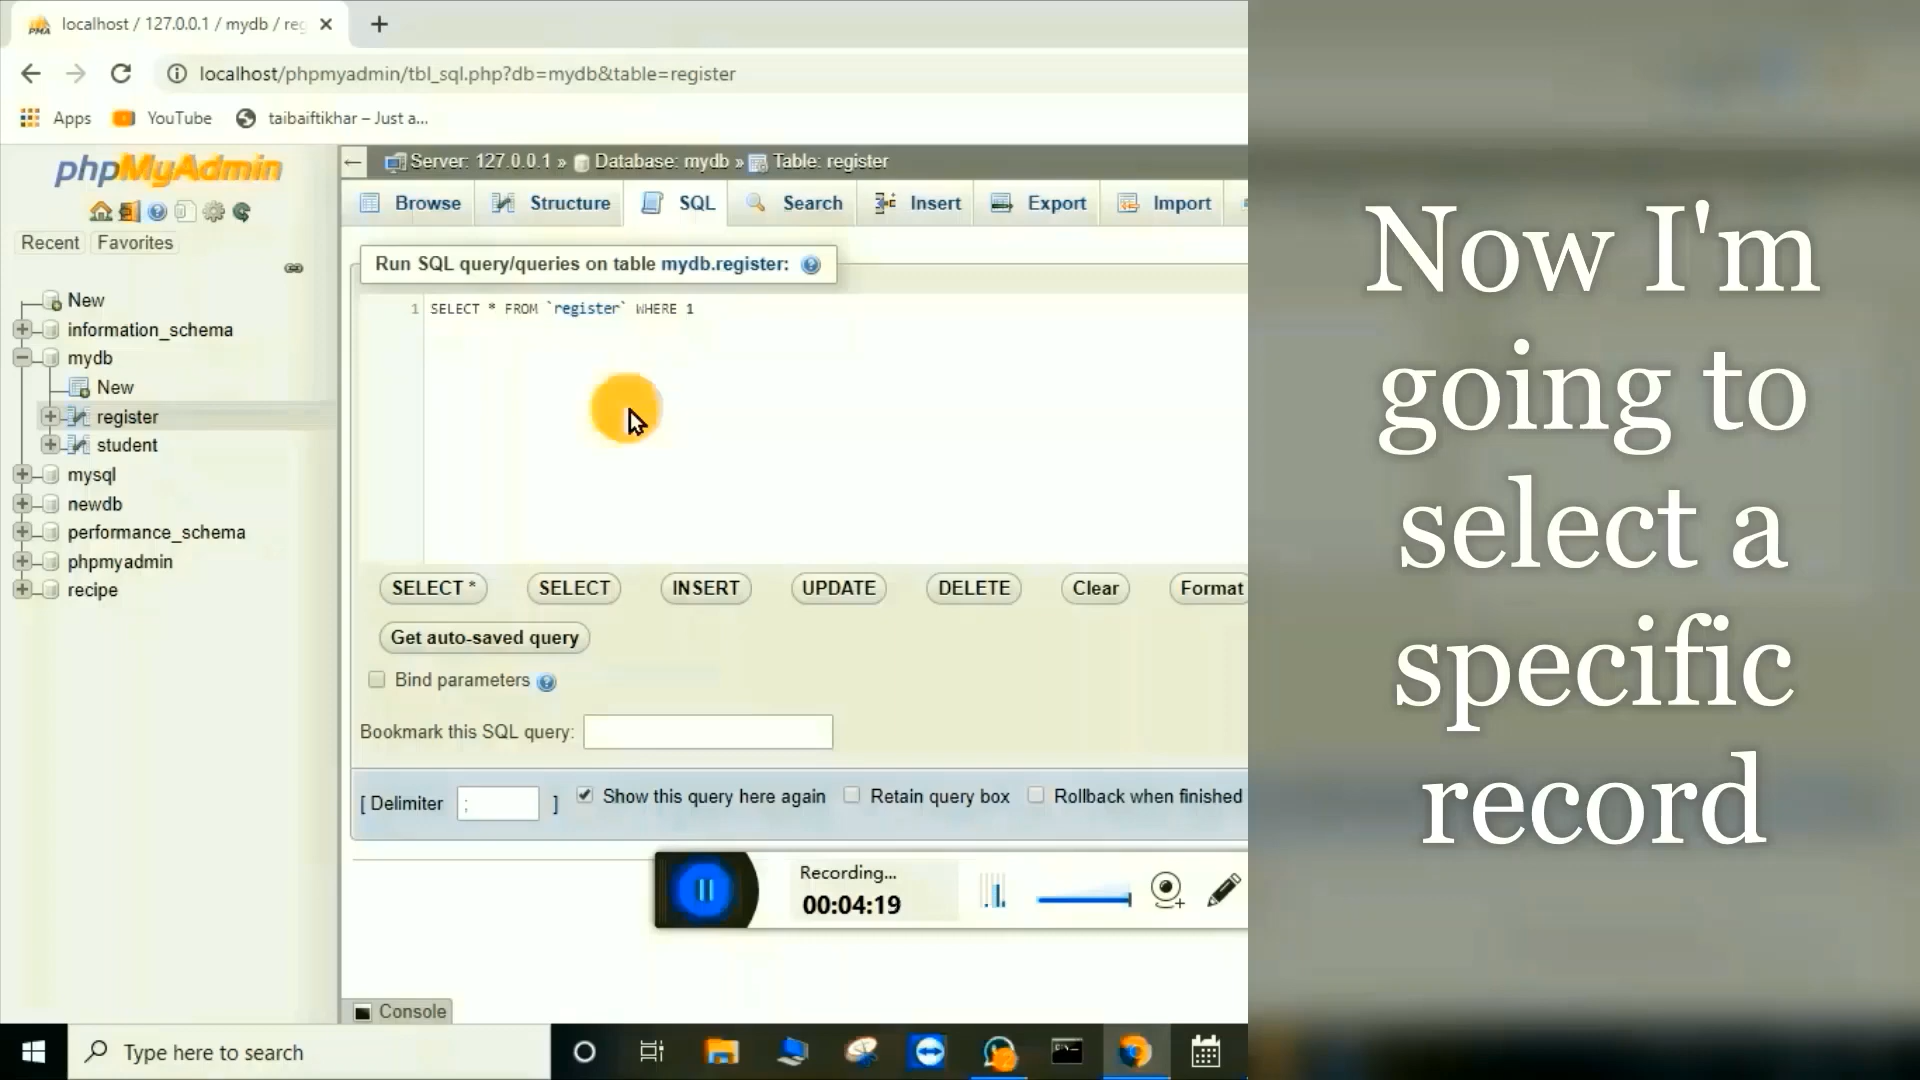 localhost / 127.0.0.1 / mydb / reg
localhost/phpmyadmin/tbl_sql.php?db=mydb&table=register
Apps YouTube taibaiftikhar – Just a...
phpMyAdmin
Server: 127.0.0.1 » Database: mydb » Table: register
Browse Structure SQL Search Insert Export Import
Recent Favorites
Run SQL query/queries on table mydb.register:
1 SELECT * FROM `register` WHERE 1
New
information_schema
mydb
New
register
student
mysql
newdb
performance_schema
phpmyadmin
recipe
SELECT * SELECT INSERT UPDATE DELETE Clear Format
Get auto-saved query
Bind parameters
Bookmark this SQL query:
[ Delimiter ; ] Show this query here again Retain query box Rollback when finished
Recording...
00:04:19
Console
Type here to search
Now I'm
going to
select a
specific
record